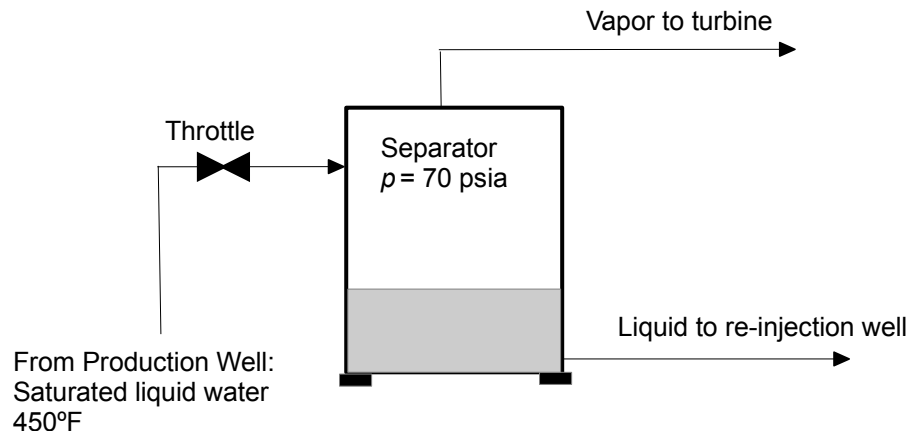 Vapor to turbine
Throttle
Separator
p = 70 psia
Liquid to re-injection well
From Production Well:
Saturated liquid water
450ºF